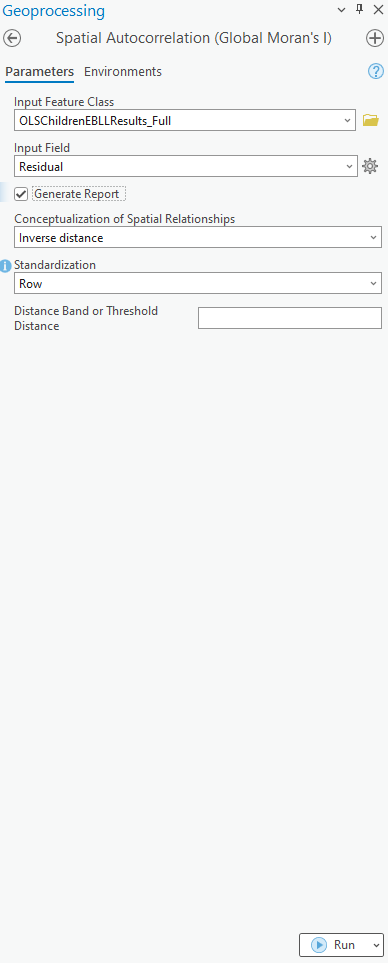 Geoprocessing
Spatial Autocorrelation (Global Moran's I)
Parameters Environments
?
Input Feature Class
OLSChildrenEBLLResults_Full
Input Field
Residual
Generate Report
Conceptualization of Spatial Relationships
Inverse distance
i Standardization
Row
Distance Band or Threshold
Distance
Run